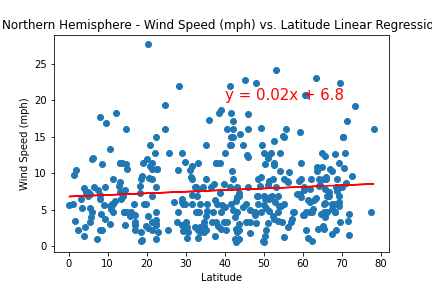 Northern Hemisphere - Wind Speed (mph) vs. Latitude Linear Regressio
y = 0.02x + 6.8
Wind Speed (mph)
25
20
15
10
5
0
0 10 20 30 40 50 60 70 80
Latitude